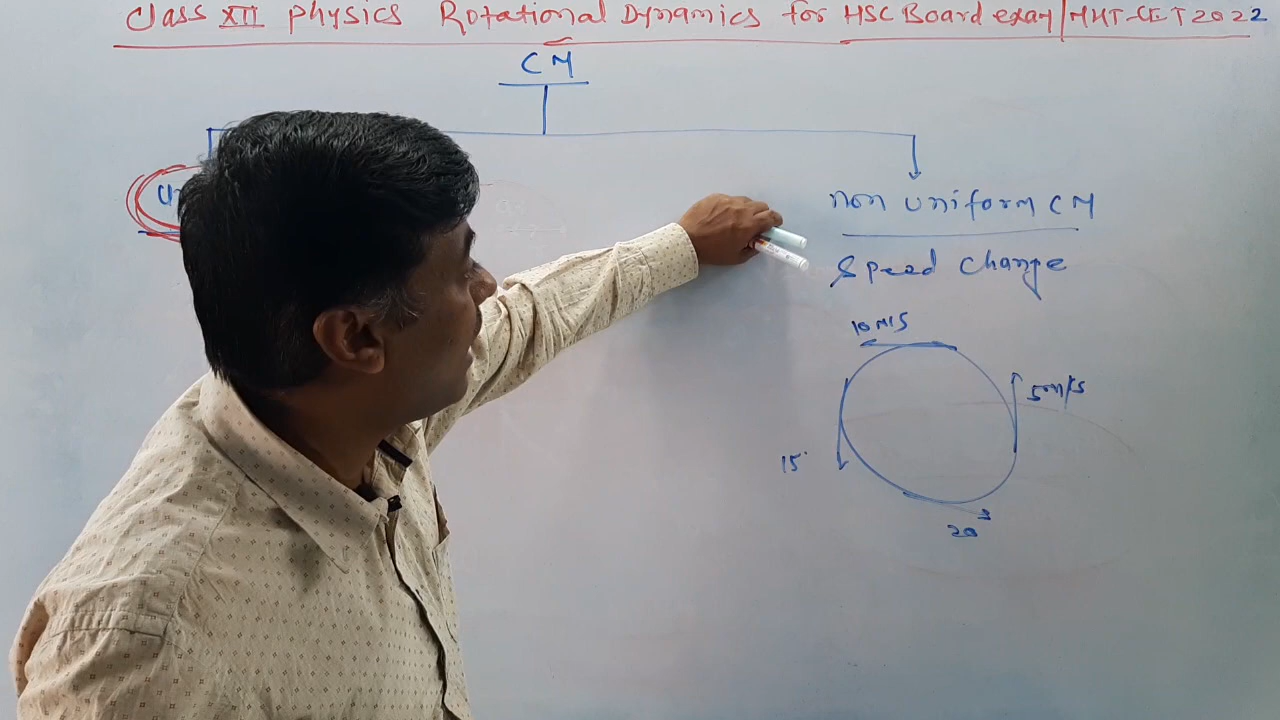 Class XII Physics Rotational Dynamics for HSC Board exam/MHT-CET 2022
CM
non uniform CM
Speed change
10 m/s
5m/s
15
20